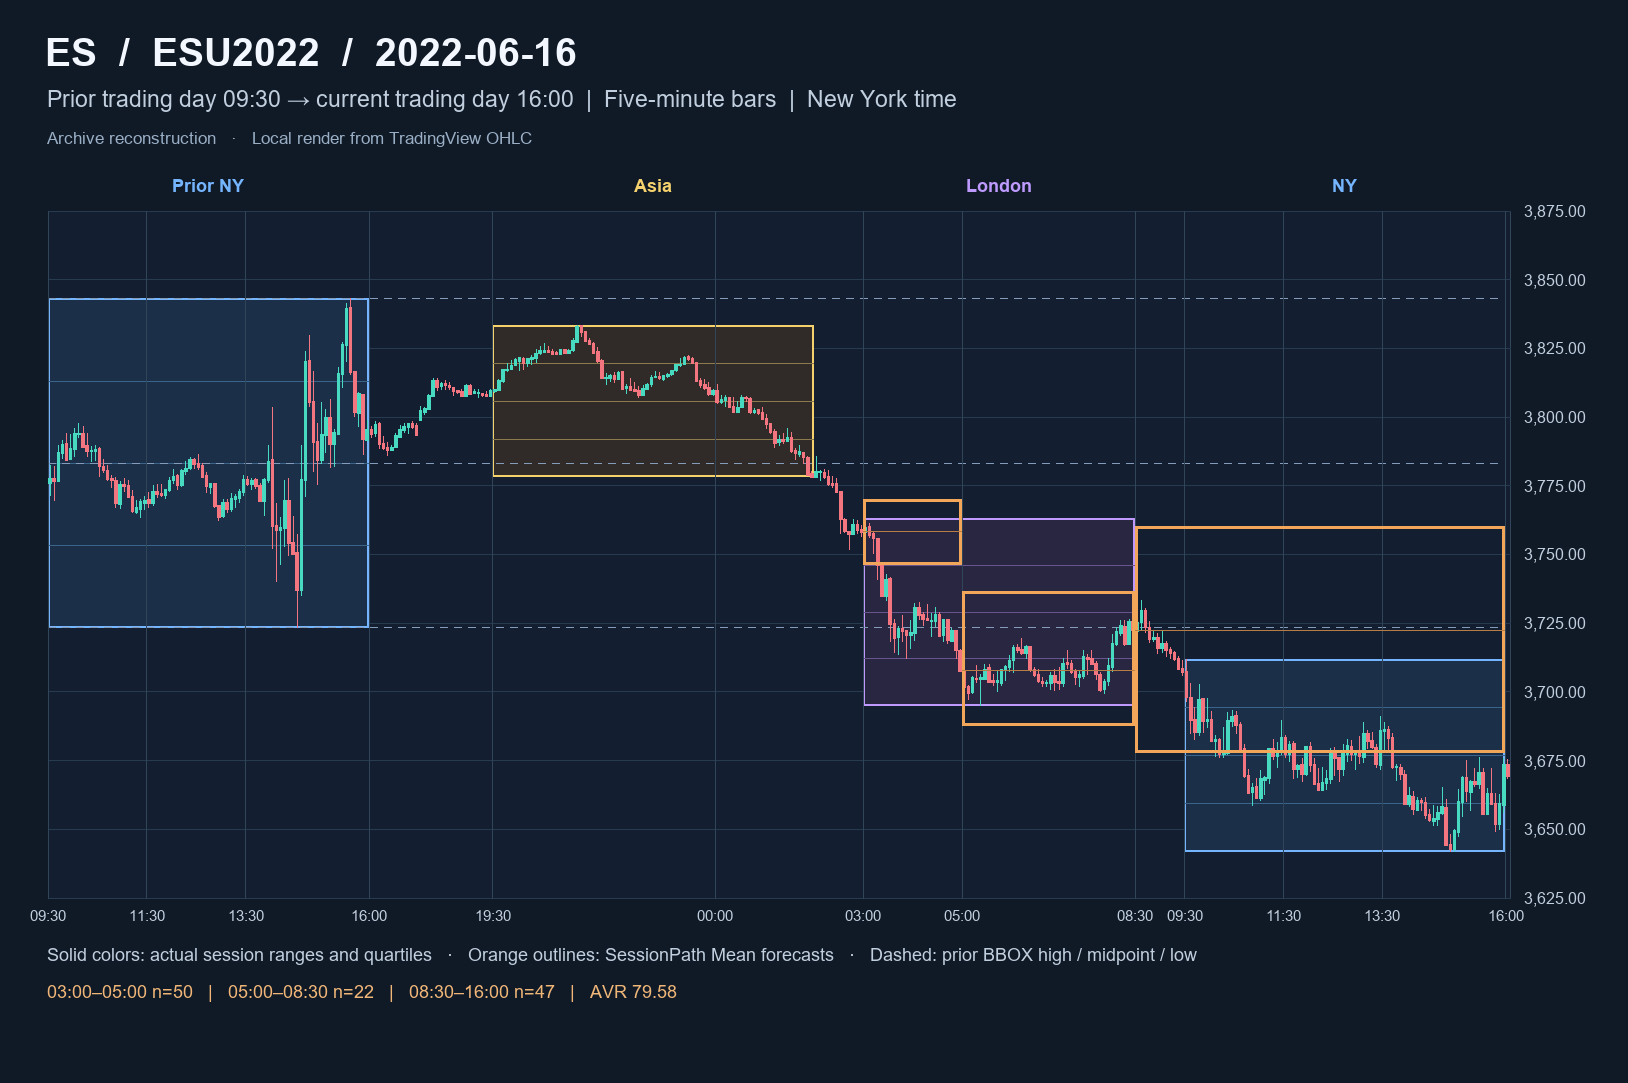 ES / ESU2022 / 2022-06-16
Prior trading day 09:30 → current trading day 16:00 | Five-minute bars | New York time
Archive reconstruction · Local render from TradingView OHLC
Prior NY Asia London NY
3,875.00
3,850.00
3,825.00
3,800.00
3,775.00
3,750.00
3,725.00
3,700.00
3,675.00
3,650.00
3,625.00
09:30 11:30 13:30 16:00 19:30 00:00 03:00 05:00 08:30 09:30 11:30 13:30 16:00
Solid colors: actual session ranges and quartiles · Orange outlines: SessionPath Mean forecasts · Dashed: prior BBOX high / midpoint / low
03:00–05:00 n=50 | 05:00–08:30 n=22 | 08:30–16:00 n=47 | AVR 79.58